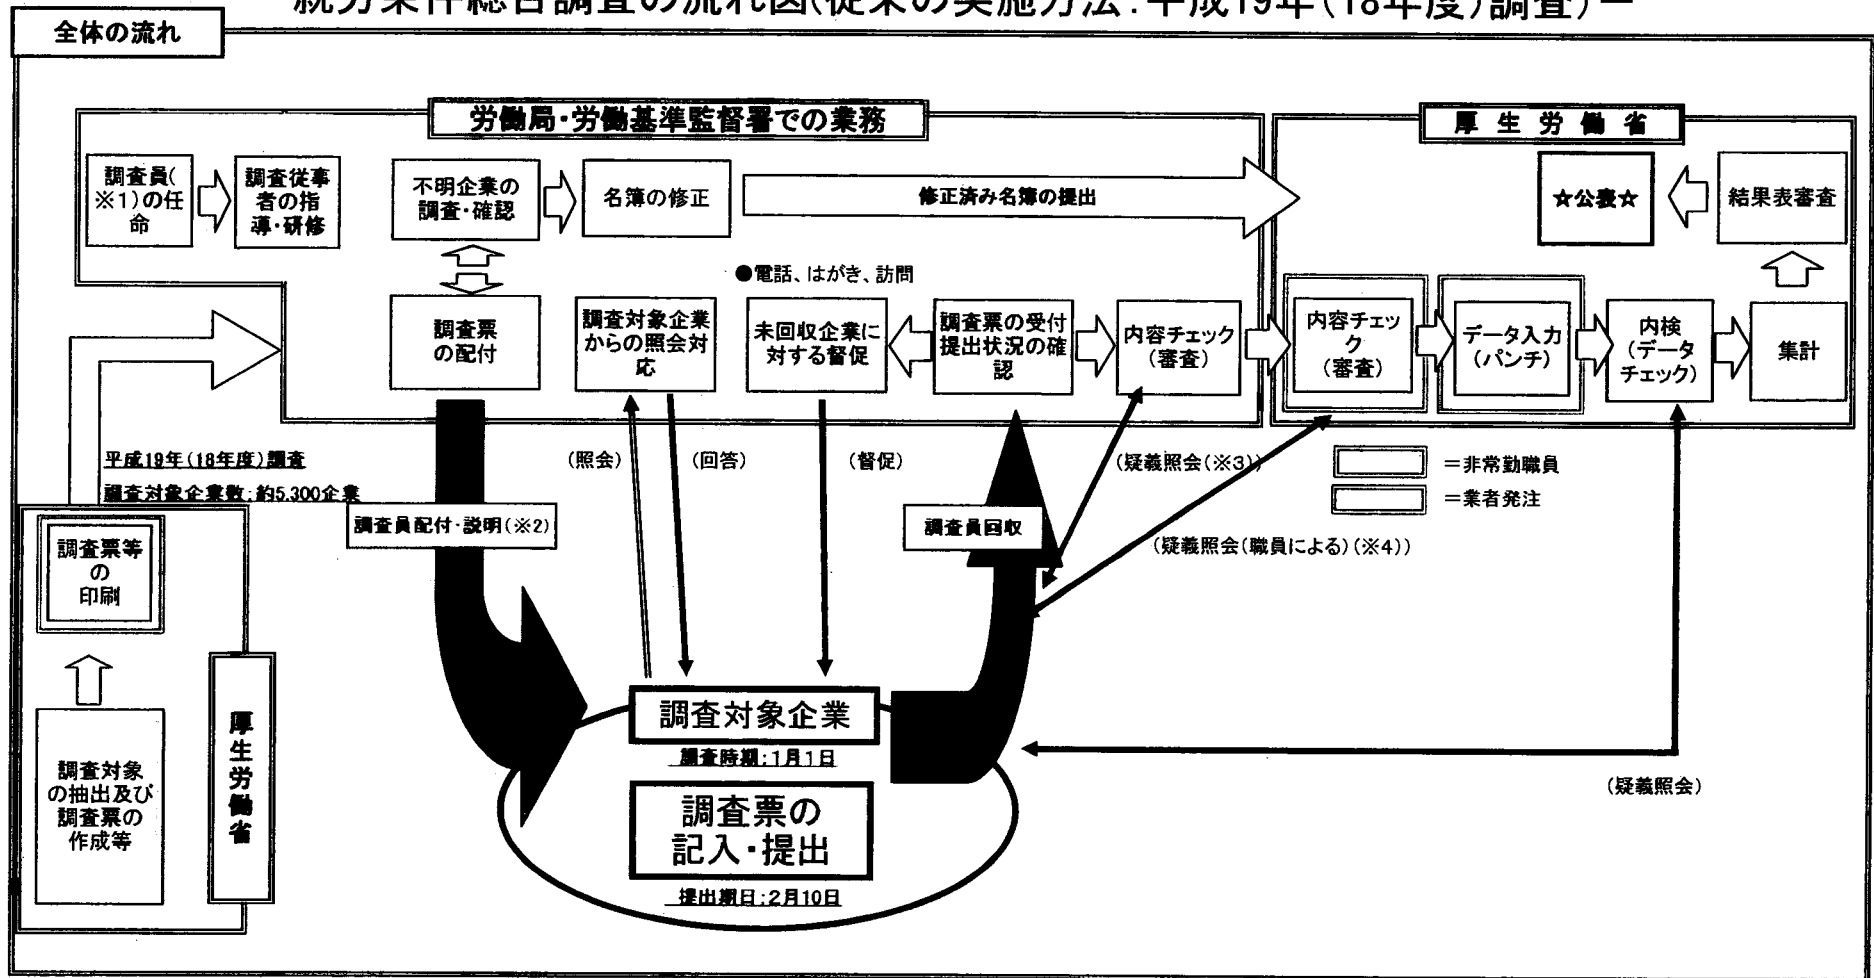 就労条件総合調査の流れ図(従来の実施方法:平成19年(18年度)調査)－
全体の流れ
労働局・労働基準監督署での業務
厚生労働省
調査員(
※1)の任
命
調査従事
者の指
導・研修
不明企業の
調査・確認
名簿の修正
修正済み名簿の提出
☆公表☆
結果表審査
●電話、はがき、訪問
調査票
の配付
調査対象企業
からの照会対
応
未回収企業に
対する督促
調査票の受付
提出状況の確
認
内容チェック
(審査)
内容チェッ
ク
(審査)
データ入力
(パンチ)
内検
(データ
チェック)
集計
平成19年(18年度)調査
調査対象企業数:約5,300企業
(照会)
(回答)
(督促)
(疑義照会(※3))
=非常勤職員
=業者発注
調査員配付・説明(※2)
調査員回収
(疑義照会(職員による)(※4))
調査票等
の
印刷
厚生労働省
調査対象
の抽出及び
調査票の
作成等
調査対象企業
調査時期:1月1日
調査票の
記入・提出
提出期日:2月10日
(疑義照会)